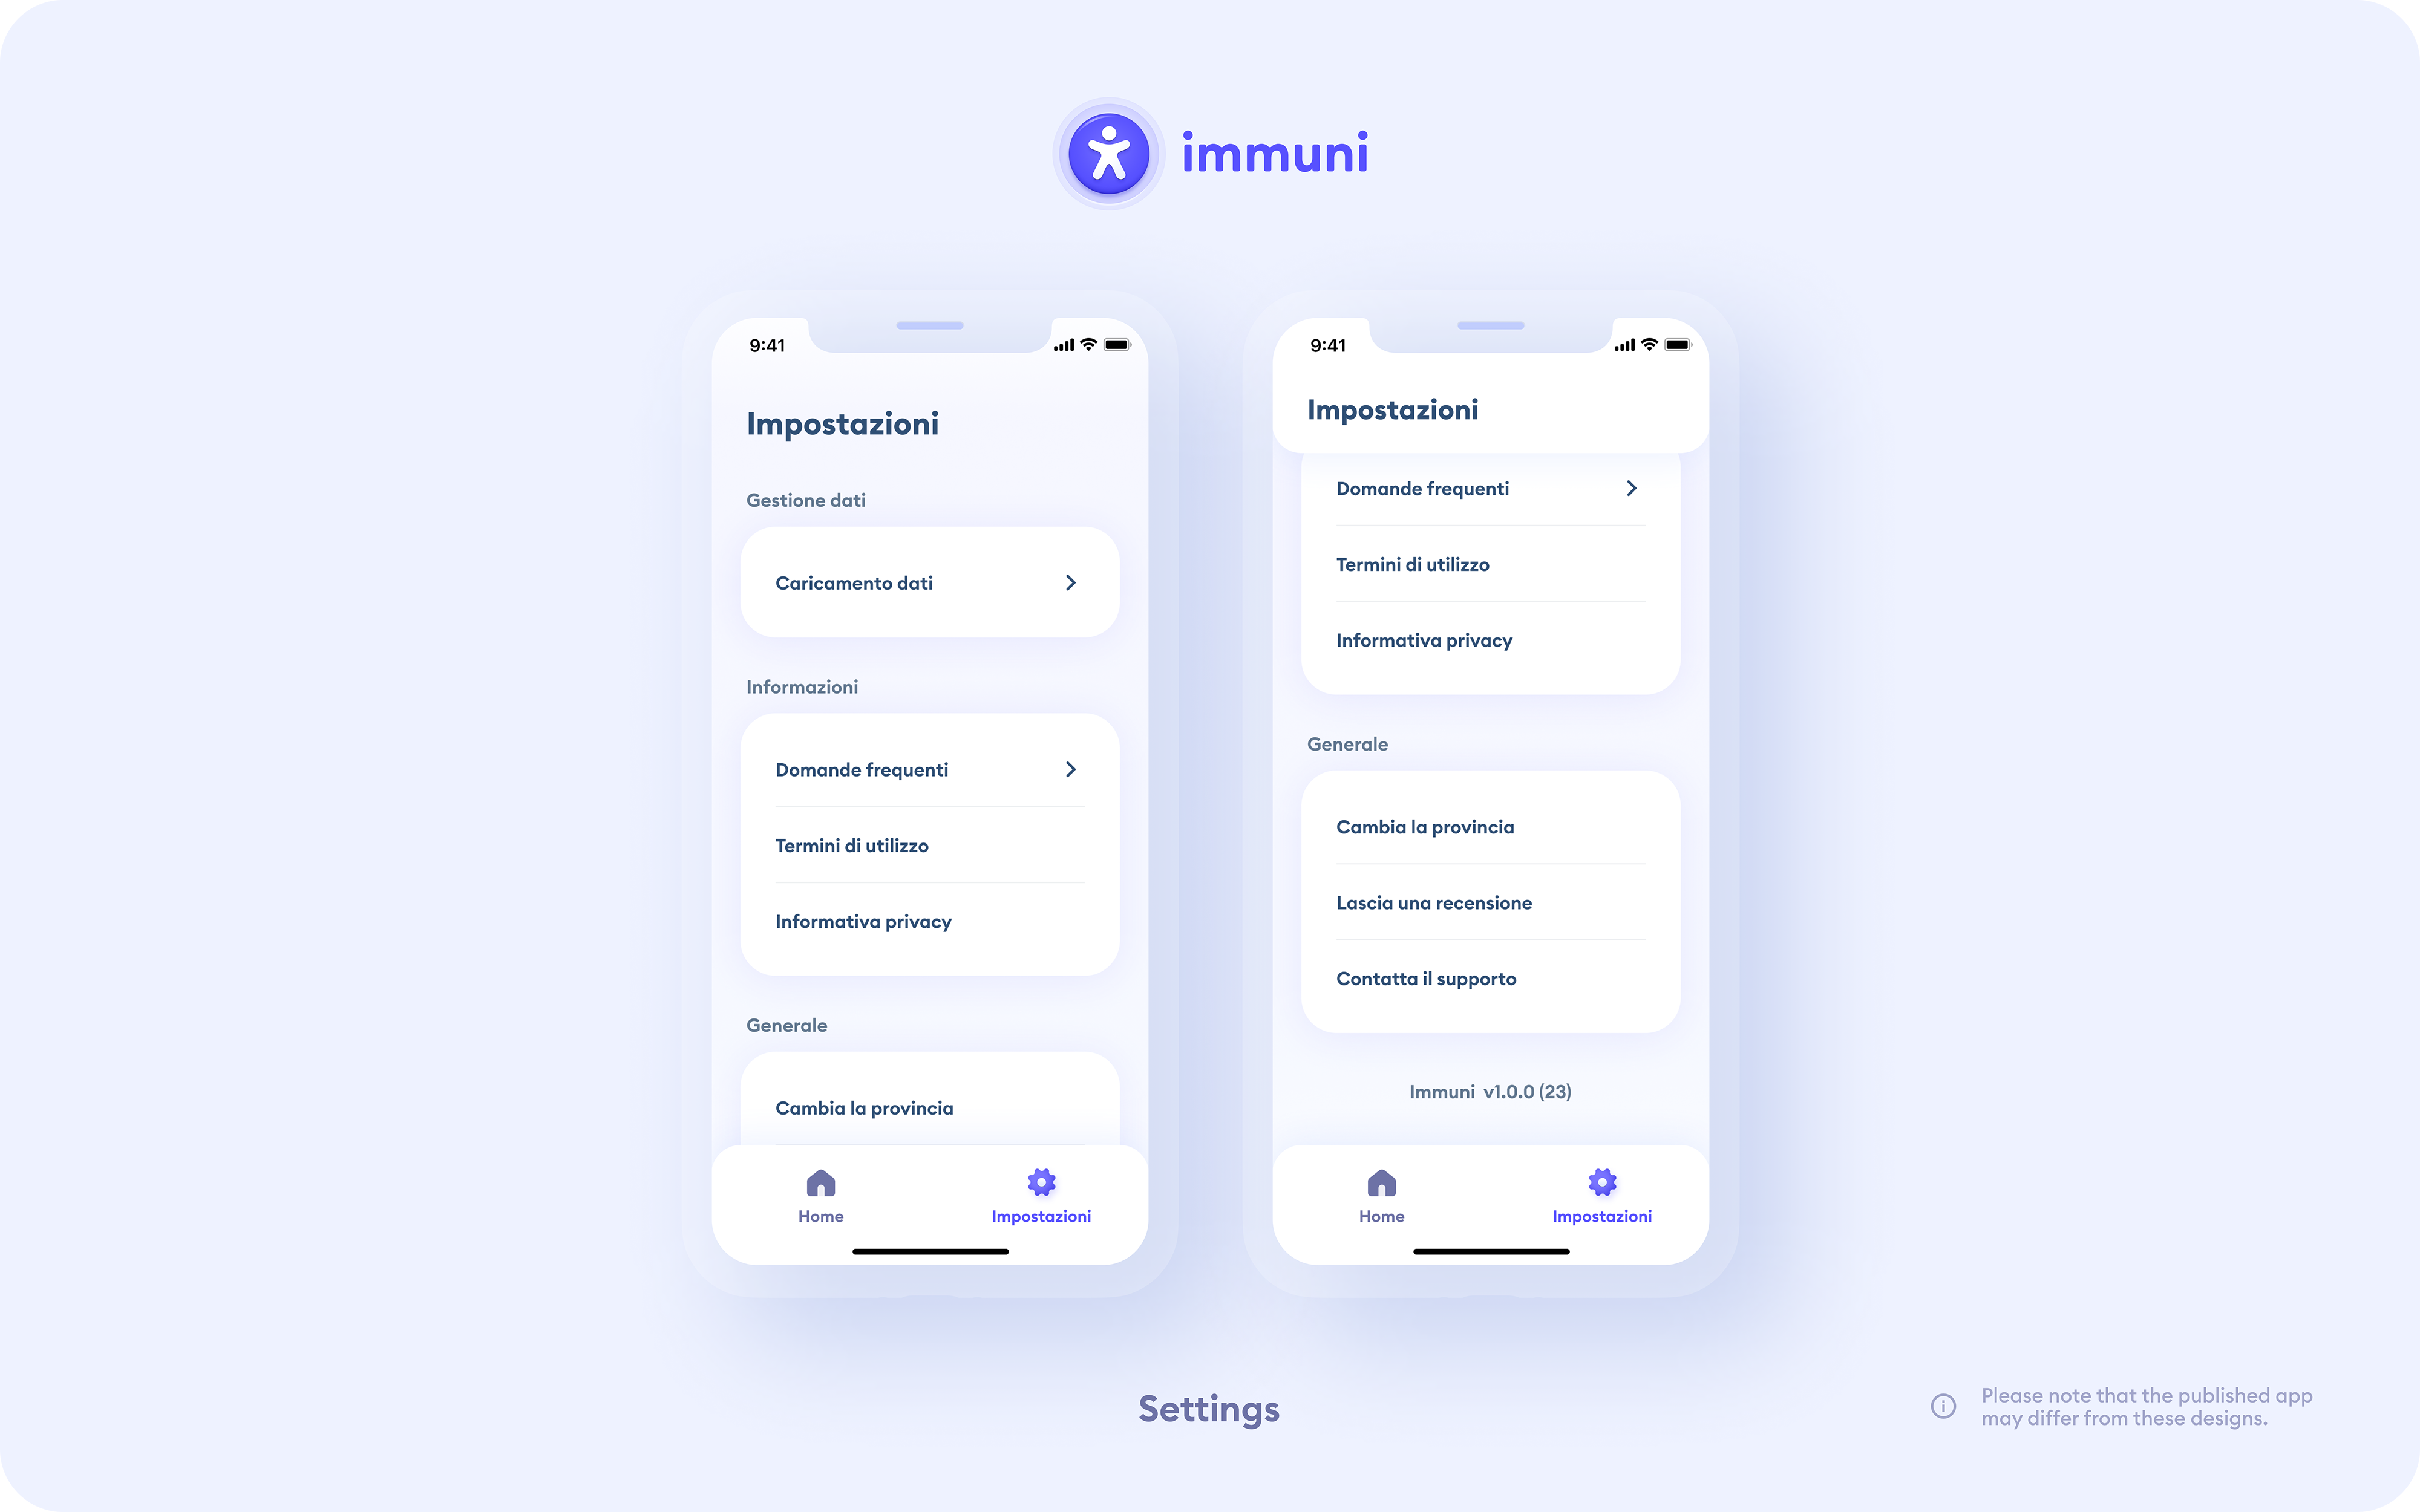 immuni
9:41
Impostazioni
Gestione dati
Caricamento dati
Informazioni
Domande frequenti
Termini di utilizzo
Informativa privacy
Generale
Cambia la provincia
Home
Impostazioni
9:41
Impostazioni
Domande frequenti
Termini di utilizzo
Informativa privacy
Generale
Cambia la provincia
Lascia una recensione
Contatta il supporto
Immuni v1.0.0 (23)
Home
Impostazioni
Settings
Please note that the published app
may differ from these designs.